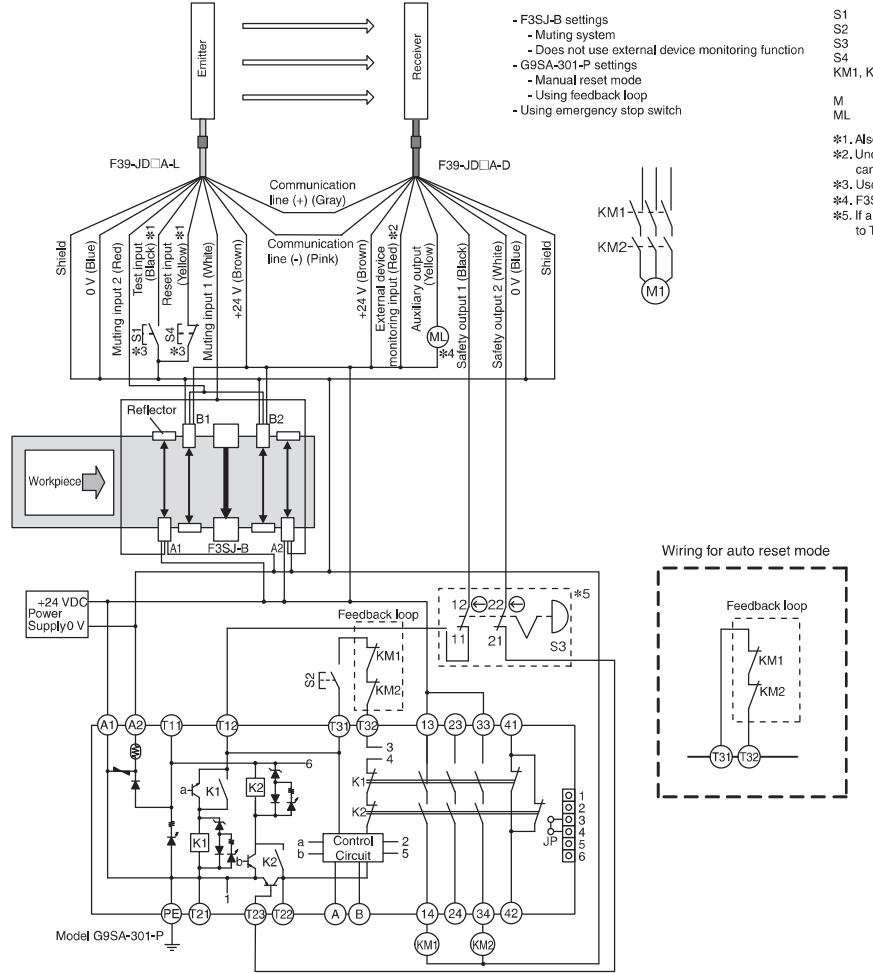 Emitter
Receiver
- F3SJ-B settings
- Muting system
- Does not use external device monitoring function
- G9SA-301-P settings
- Manual reset mode
- Using feedback loop
- Using emergency stop switch
S1
S2
S3
S4
KM1, K
M
ML
*1. Als
*2. Un
can
*3. Use
*4. F3S
*5. If a
to T
F39-JD□A-L
F39-JD□A-D
Communication
line (+) (Gray)
Communication
line (-) (Pink)
Shield
0 V (Blue)
Muting input 2 (Red)
Test input
(Black) *1
Reset input
(Yellow) *1
Muting input 1 (White)
+24 V (Brown)
+24 V (Brown)
External device
monitoring input (Red) *2
Auxiliary output
(Yellow)
Safety output 1 (Black)
Safety output 2 (White)
0 V (Blue)
Shield
S1
*3
S4
*3
ML
*4
KM1
KM2
M1
Reflector
B1
B2
Workpiece
A1
F3SJ-B
A2
+24 VDC
Power
Supply 0 V
Feedback loop
S2
KM1
KM2
12
22
11
21
S3
*5
Wiring for auto reset mode
Feedback loop
KM1
KM2
T31
T32
A1
A2
T11
T12
T31
T32
13
23
33
41
3
4
6
a
K1
K2
K1
K2
K1
b
K2
1
a
b
Control
Circuit
2
5
JP
1
2
3
4
5
6
PE
T21
T23
T22
A
B
14
24
34
42
KM1
KM2
Model G9SA-301-P